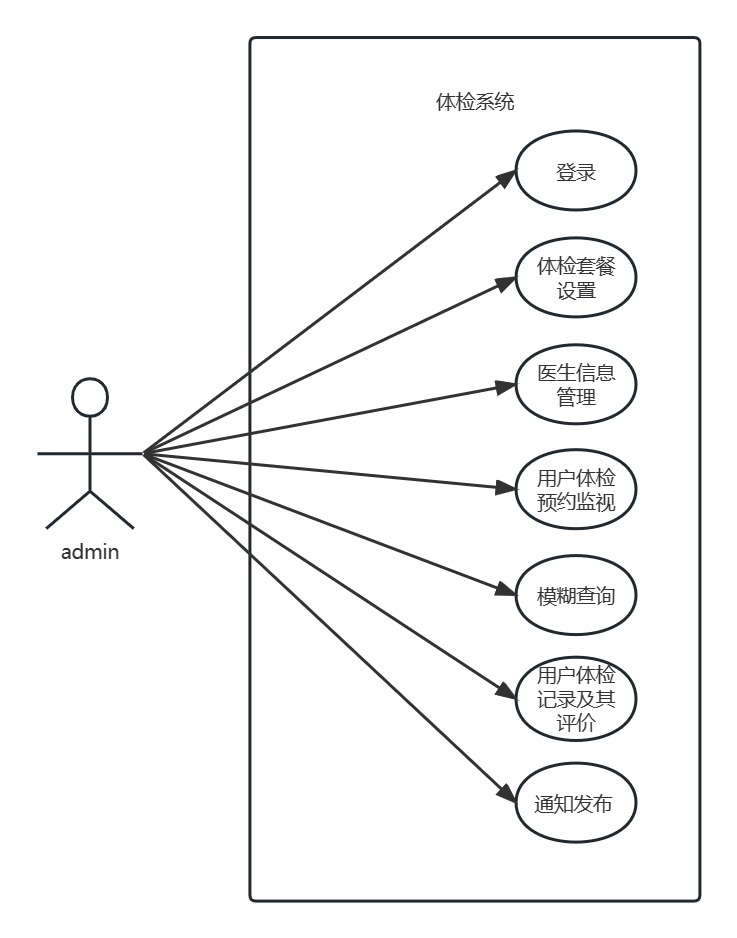 体检系统
登录
体检套餐
设置
医生信息
管理
用户体检
预约监视
模糊查询
用户体检
记录及其
评价
通知发布
admin